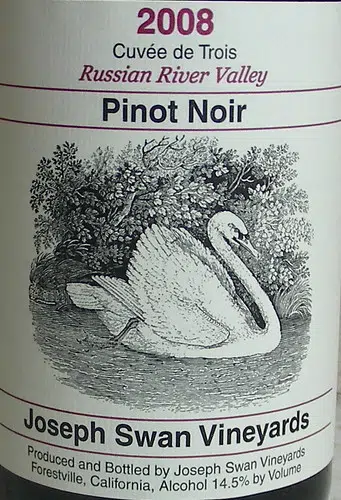 2008
Cuvée de Trois
Russian River Valley
Pinot Noir
Joseph Swan Vineyards
Produced and Bottled by Joseph Swan Vineyards
Forestville, California, Alcohol 14.5% by Volume